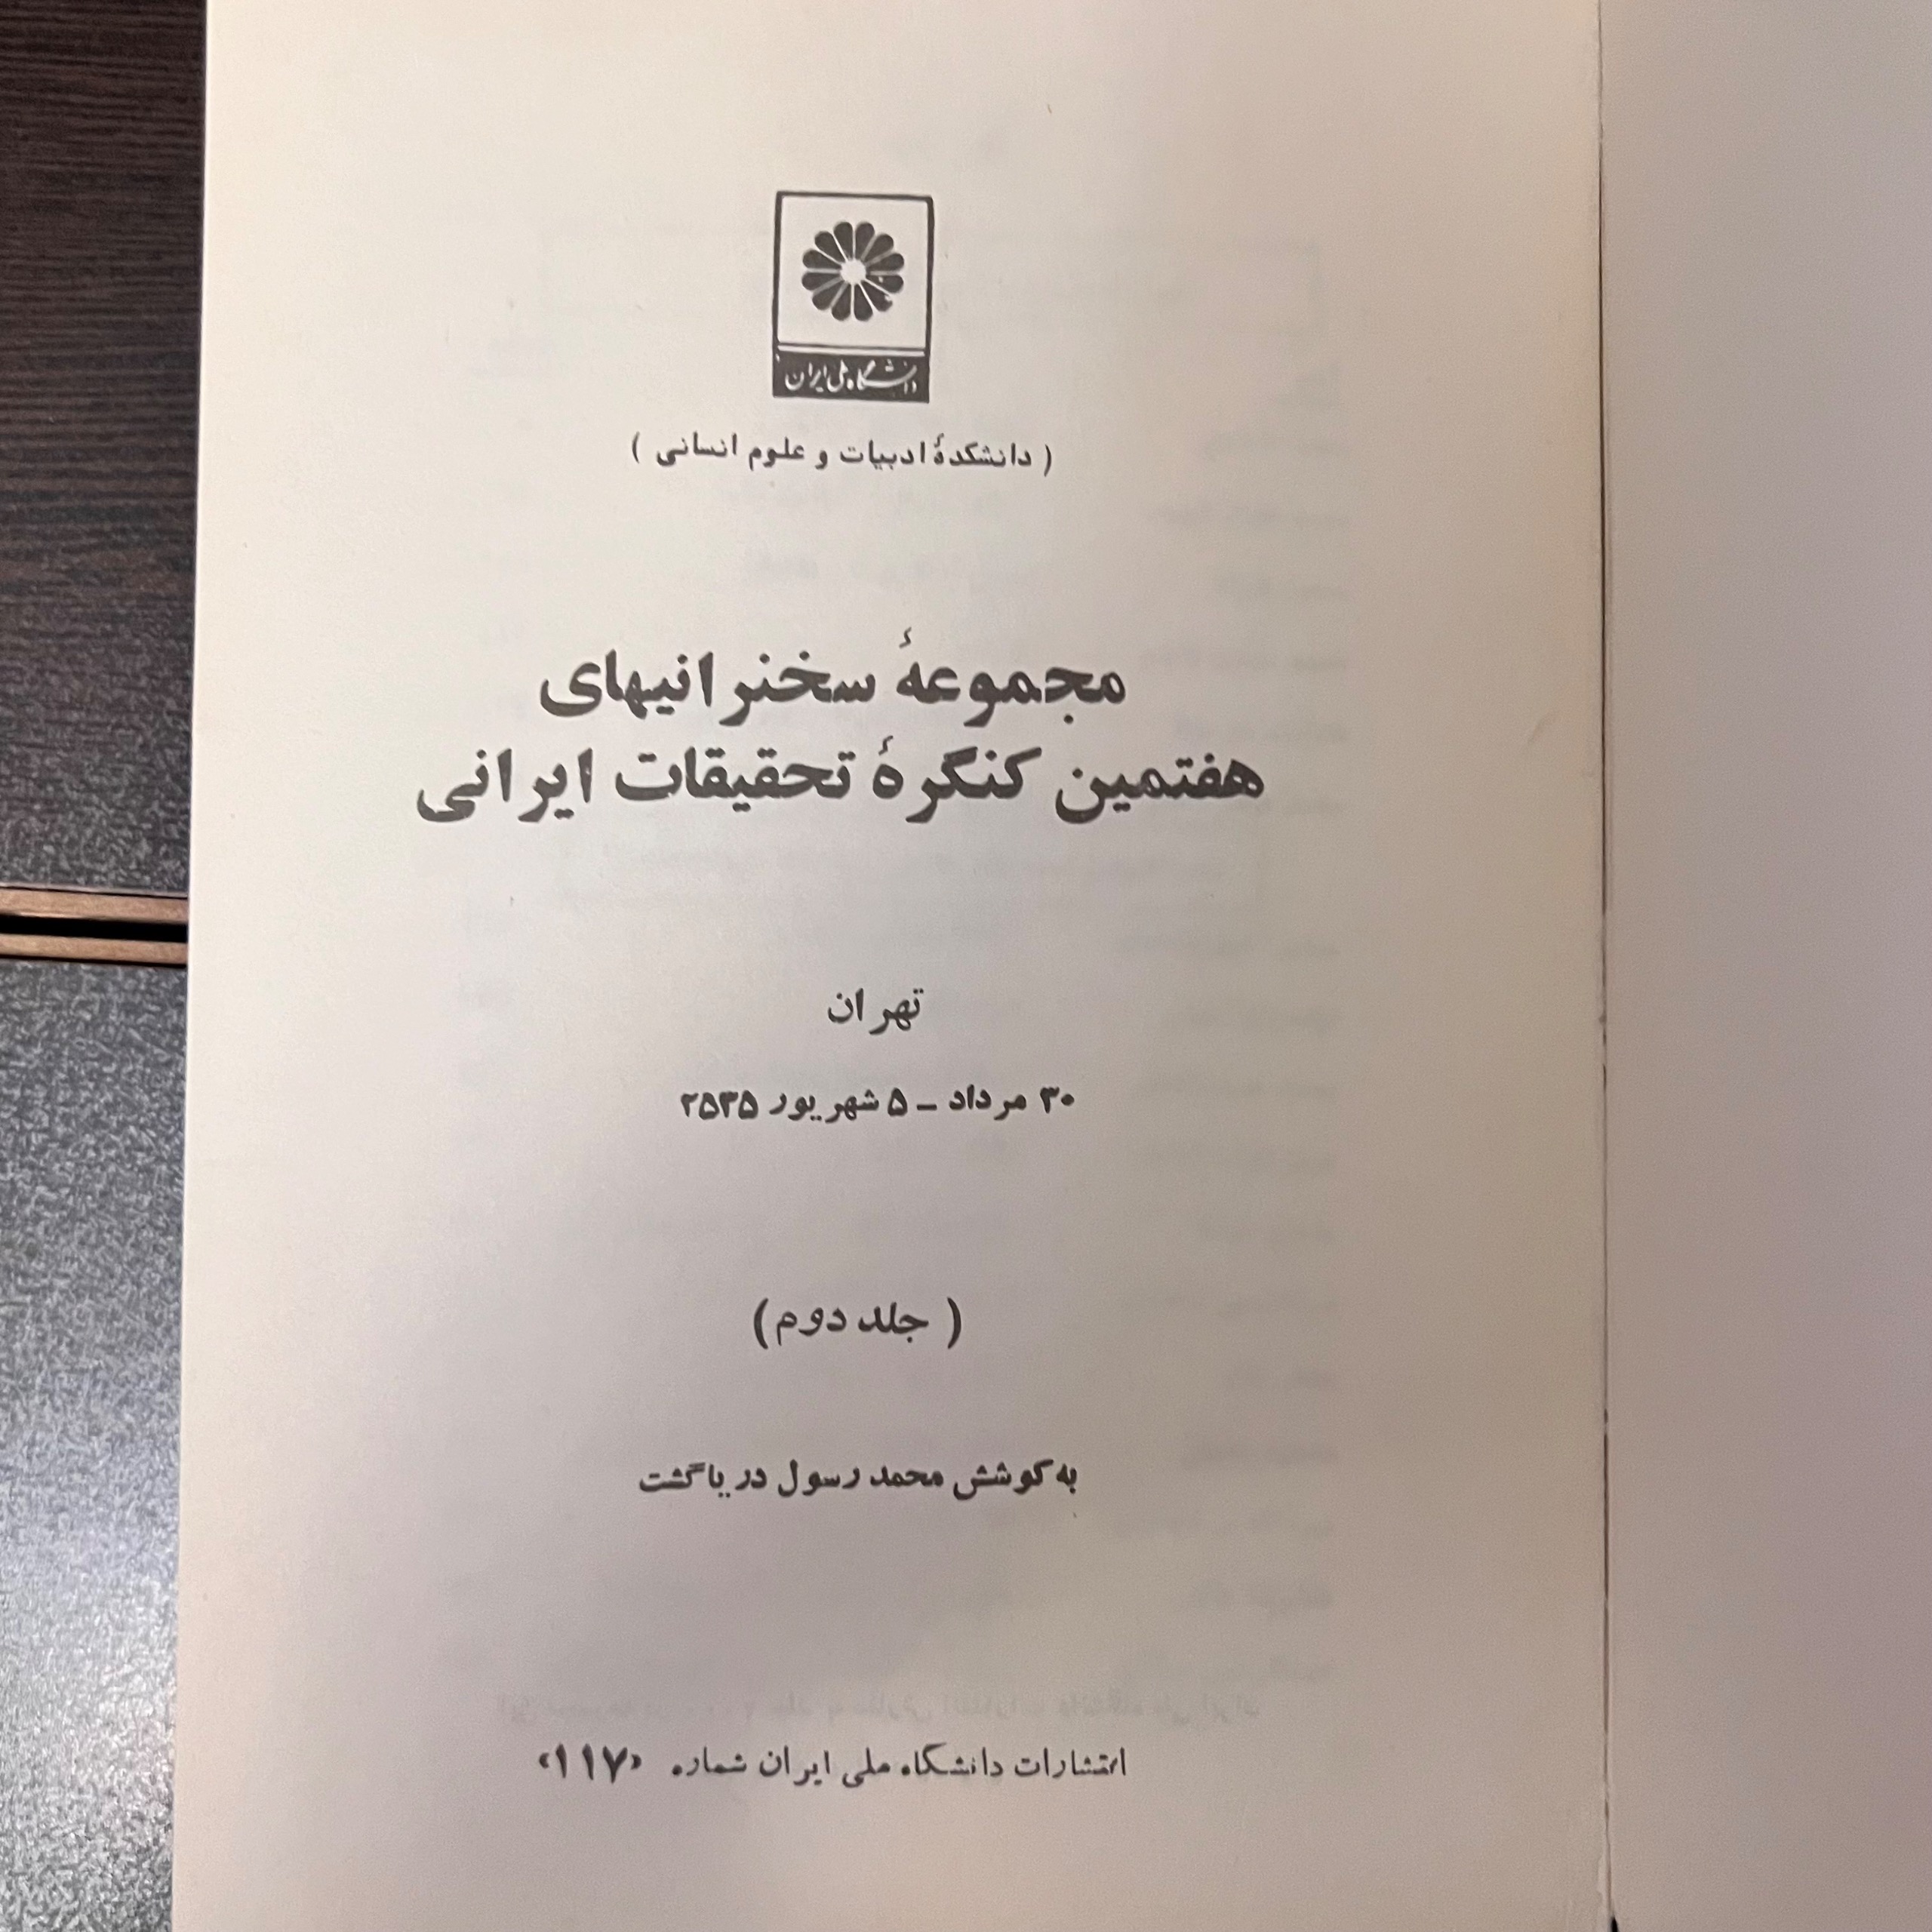 دانشگاه ملی ایران
( دانشکدهٔ ادبیات و علوم انسانی )
مجموعهٔ سخنرانیهای
هفتمین کنگرهٔ تحقیقات ایرانی
تهران
۳۰ مرداد – ۵ شهریور ۲۵۳۵
( جلد دوم )
به کوشش محمد رسول دریاگشت
انتشارات دانشگاه ملی ایران شماره «۱۱۷»